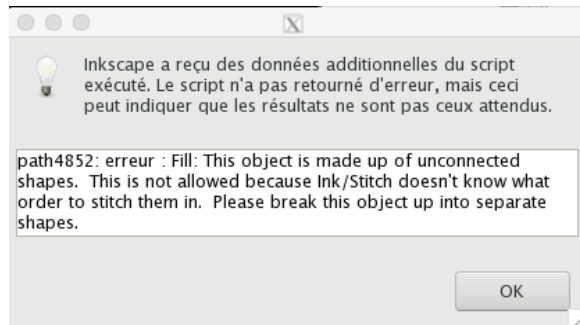 Inkscape a reçu des données additionnelles du script
exécuté. Le script n'a pas retourné d'erreur, mais ceci
peut indiquer que les résultats ne sont pas ceux attendus.
path4852: erreur : Fill: This object is made up of unconnected
shapes.  This is not allowed because Ink/Stitch doesn't know what
order to stitch them in.  Please break this object up into separate
shapes.
OK